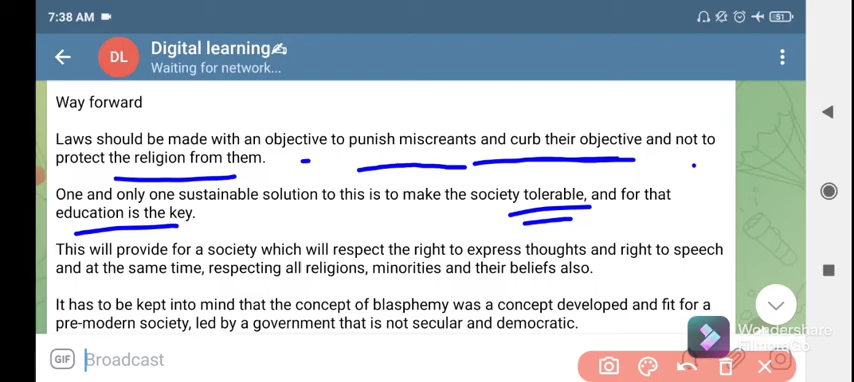 7:38 AM
51
DL
Digital learning✍
Waiting for network...
Way forward
Laws should be made with an objective to punish miscreants and curb their objective and not to
protect the religion from them.
One and only one sustainable solution to this is to make the society tolerable, and for that
education is the key.
This will provide for a society which will respect the right to express thoughts and right to speech
and at the same time, respecting all religions, minorities and their beliefs also.
It has to be kept into mind that the concept of blasphemy was a concept developed and fit for a
pre-modern society, led by a government that is not secular and democratic.
Wondershare
FilmoraGo
GIF
Broadcast